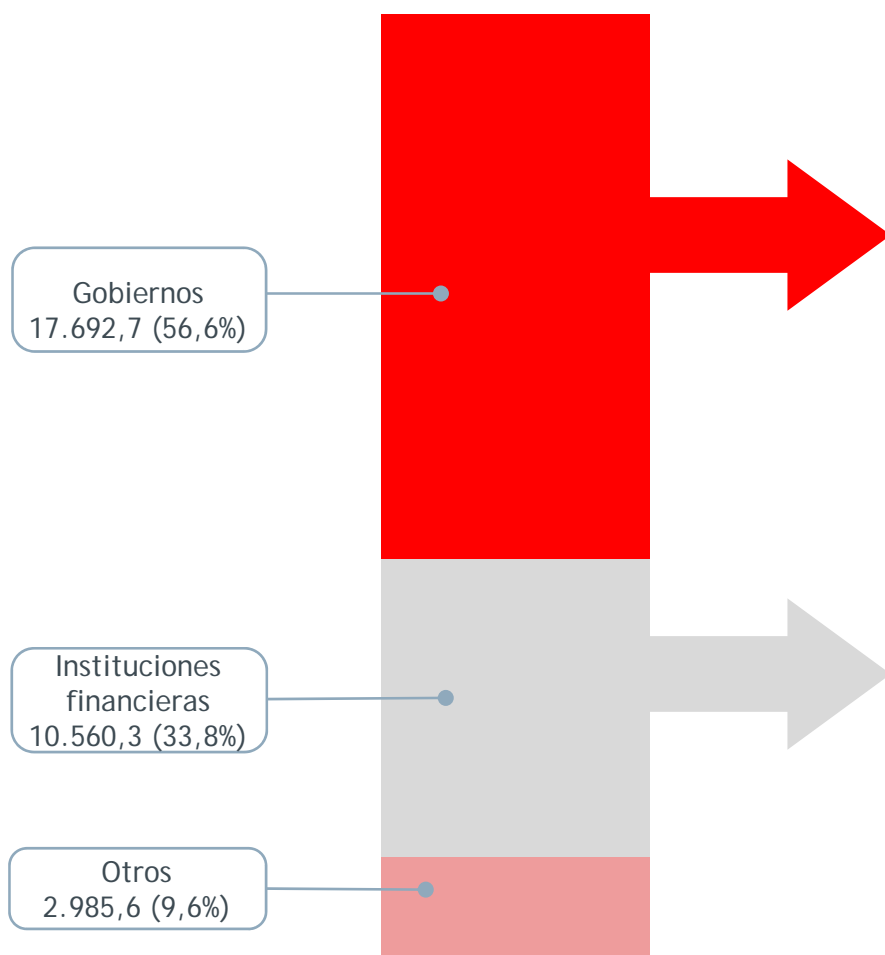 Gobiernos
17.692,7 (56,6%)
Instituciones
financieras
10.560,3 (33,8%)
Otros
2.985,6 (9,6%)